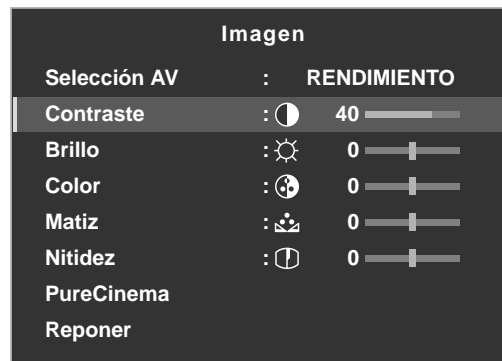 Imagen
Selección AV : RENDIMIENTO
Contraste : 40
Brillo : 0
Color : 0
Matiz : 0
Nitidez : 0
PureCinema
Reponer